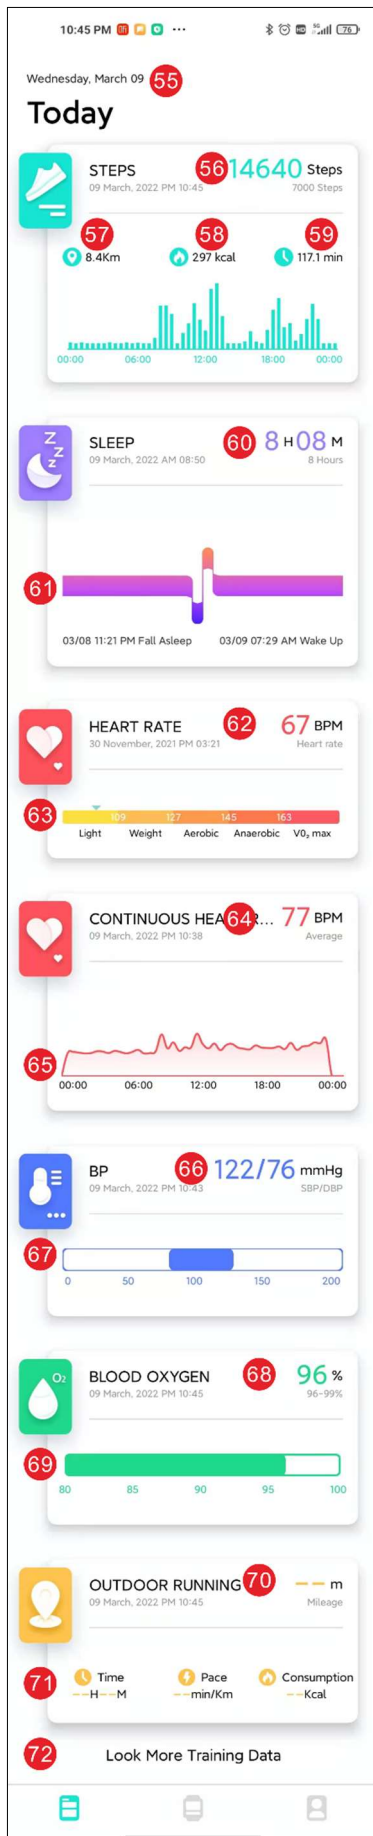 10:45 PM ··· HD 5G 76
Wednesday, March 09 55
Today
STEPS 56 14640 Steps
09 March, 2022 PM 10:45 7000 Steps
57 58 59
8.4Km 297 kcal 117.1 min
00:00 06:00 12:00 18:00 00:00
Z Z Z SLEEP 60 8 H 08 M
09 March, 2022 AM 08:50 8 Hours
61
03/08 11:21 PM Fall Asleep 03/09 07:29 AM Wake Up
HEART RATE 62 67 BPM
30 November, 2021 PM 03:21 Heart rate
63 109 127 145 163
Light Weight Aerobic Anaerobic V0₂ max
CONTINUOUS HEA 64 R... 77 BPM
09 March, 2022 PM 10:38 Average
65
00:00 06:00 12:00 18:00 00:00
BP 66 122/76 mmHg
09 March, 2022 PM 10:43 SBP/DBP
67
0 50 100 150 200
O₂ BLOOD OXYGEN 68 96 %
09 March, 2022 PM 10:45 96-99%
69
80 85 90 95 100
OUTDOOR RUNNING 70 -- m
09 March, 2022 PM 10:45 Mileage
71 Time Pace Consumption
--H--M --min/Km --Kcal
72 Look More Training Data